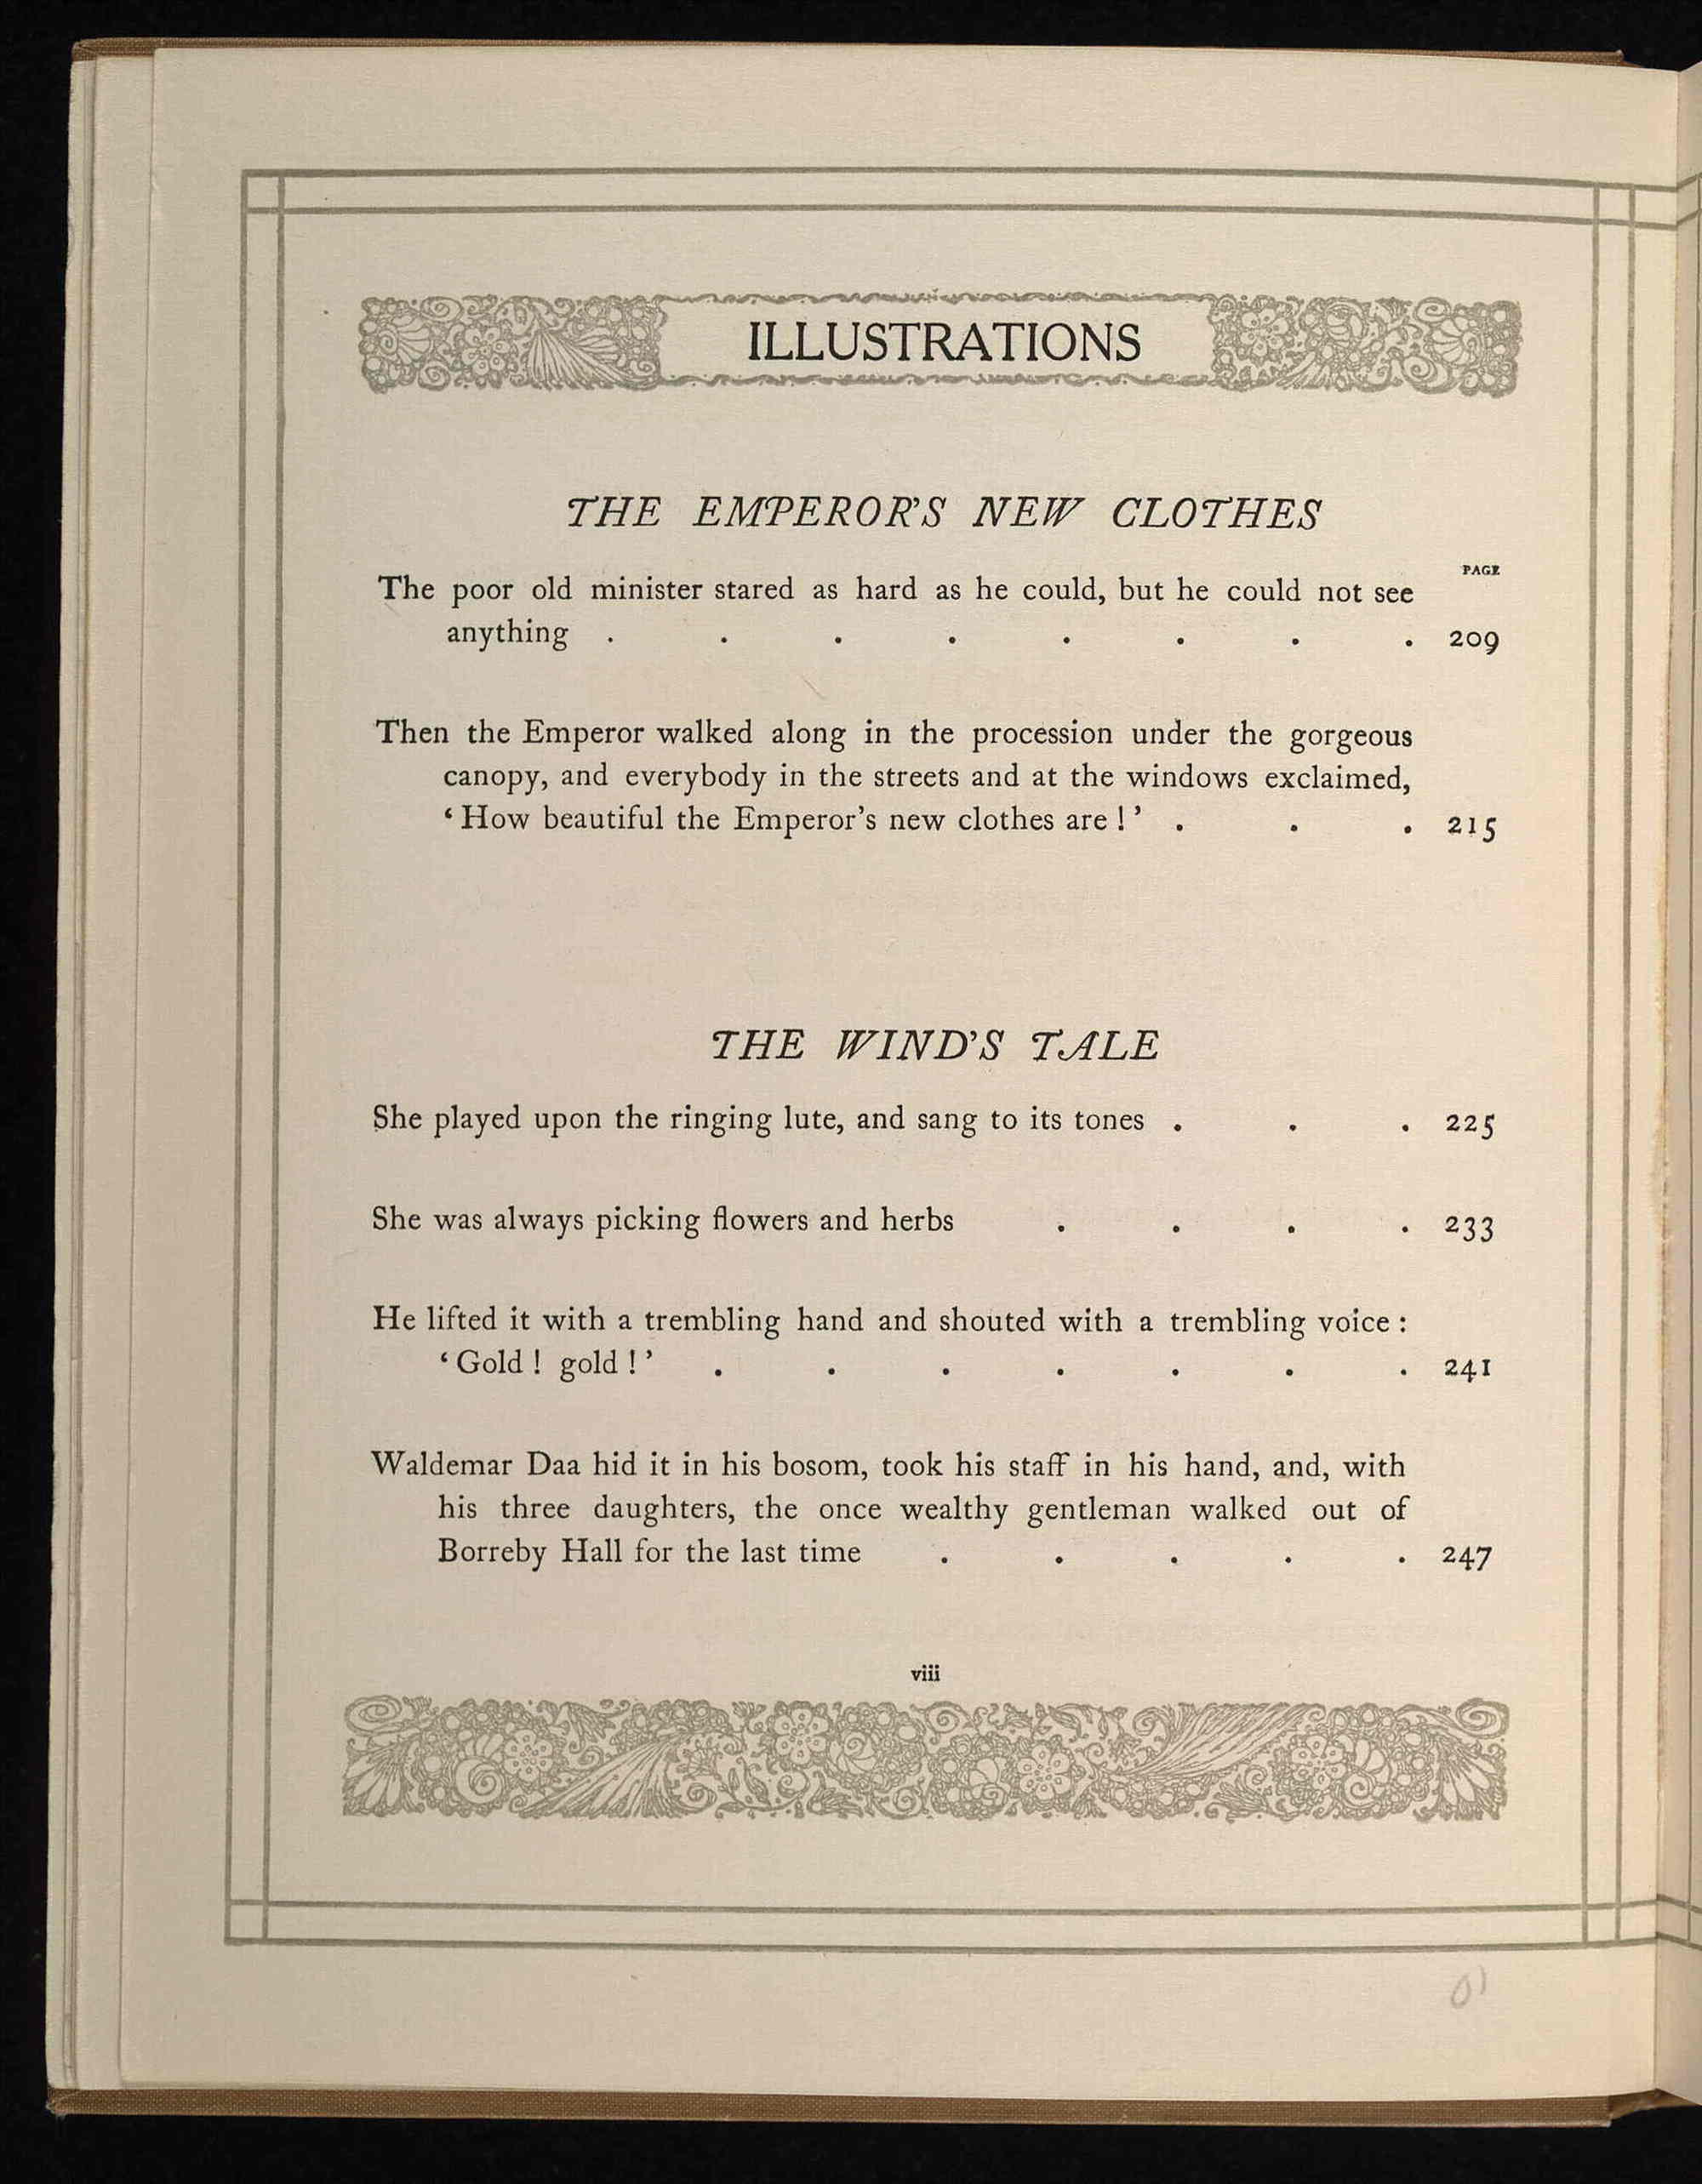 ILLUSTRATIONS
THE EMPEROR'S NEW CLOTHES
PAGE
The poor old minister stared as hard as he could, but he could not see
anything . . . . . . . . 209
Then the Emperor walked along in the procession under the gorgeous
canopy, and everybody in the streets and at the windows exclaimed,
‘How beautiful the Emperor's new clothes are!’ . . . 215
THE WIND'S TALE
She played upon the ringing lute, and sang to its tones . . . 225
She was always picking flowers and herbs . . . . 233
He lifted it with a trembling hand and shouted with a trembling voice:
‘Gold! gold!’ . . . . . . . 241
Waldemar Daa hid it in his bosom, took his staff in his hand, and, with
his three daughters, the once wealthy gentleman walked out of
Borreby Hall for the last time . . . . . 247
viii